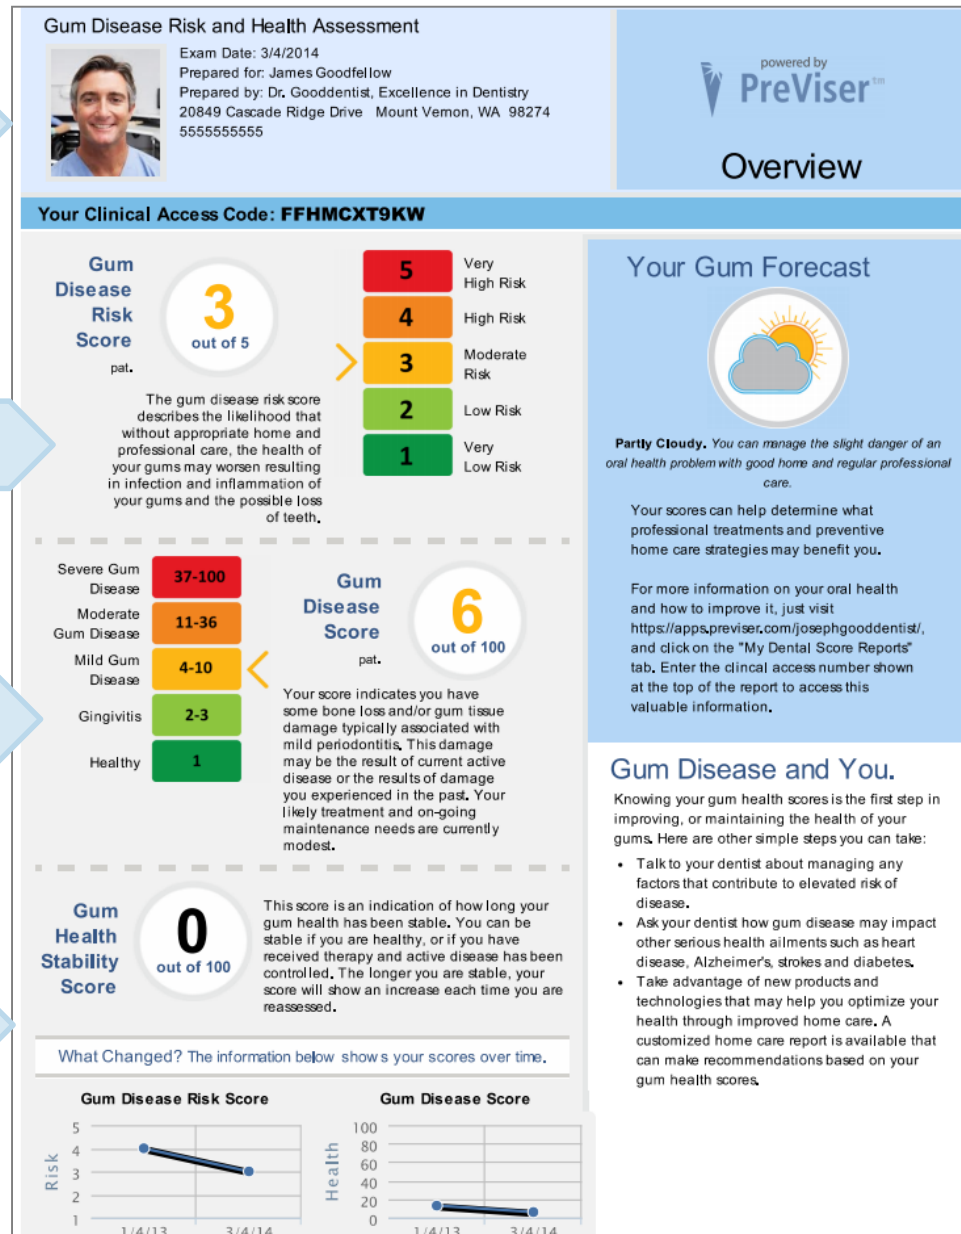 Gum Disease Risk and Health Assessment
Exam Date: 3/4/2014
Prepared for: James Goodfellow
Prepared by: Dr. Gooddentist, Excellence in Dentistry
20849 Cascade Ridge Drive Mount Vernon, WA 98274
5555555555
powered by
PreViser™
Overview
Your Clinical Access Code: FFHMCXT9KW
Gum
Disease
Risk
Score
pat.
3
out of 5
5 Very
High Risk
4 High Risk
3 Moderate
Risk
2 Low Risk
1 Very
Low Risk
The gum disease risk score
describes the likelihood that
without appropriate home and
professional care, the health of
your gums may worsen resulting
in infection and inflammation of
your gums and the possible loss
of teeth.
Severe Gum
Disease
37-100
Moderate
Gum Disease
11-36
Mild Gum
Disease
4-10
Gingivitis
2-3
Healthy
1
Gum
Disease
Score
pat.
6
out of 100
Your score indicates you have
some bone loss and/or gum tissue
damage typically associated with
mild periodontitis. This damage
may be the result of current active
disease or the results of damage
you experienced in the past. Your
likely treatment and on-going
maintenance needs are currently
modest.
Gum
Health
Stability
Score
0
out of 100
This score is an indication of how long your
gum health has been stable. You can be
stable if you are healthy, or if you have
received therapy and active disease has been
controlled. The longer you are stable, your
score will show an increase each time you are
reassessed.
What Changed? The information below shows your scores over time.
Gum Disease Risk Score
Risk
5
4
3
2
1
1/4/13 3/4/14
Gum Disease Score
Health
100
80
60
40
20
0
1/4/13 3/4/14
Your Gum Forecast
Partly Cloudy. You can manage the slight danger of an
oral health problem with good home and regular professional
care.
Your scores can help determine what
professional treatments and preventive
home care strategies may benefit you.
For more information on your oral health
and how to improve it, just visit
https://apps.previser.com/josephgooddentist/,
and click on the "My Dental Score Reports"
tab. Enter the clincal access number shown
at the top of the report to access this
valuable information.
Gum Disease and You.
Knowing your gum health scores is the first step in
improving, or maintaining the health of your
gums. Here are other simple steps you can take:
• Talk to your dentist about managing any
factors that contribute to elevated risk of
disease.
• Ask your dentist how gum disease may impact
other serious health ailments such as heart
disease, Alzheimer's, strokes and diabetes.
• Take advantage of new products and
technologies that may help you optimize your
health through improved home care. A
customized home care report is available that
can make recommendations based on your
gum health scores.